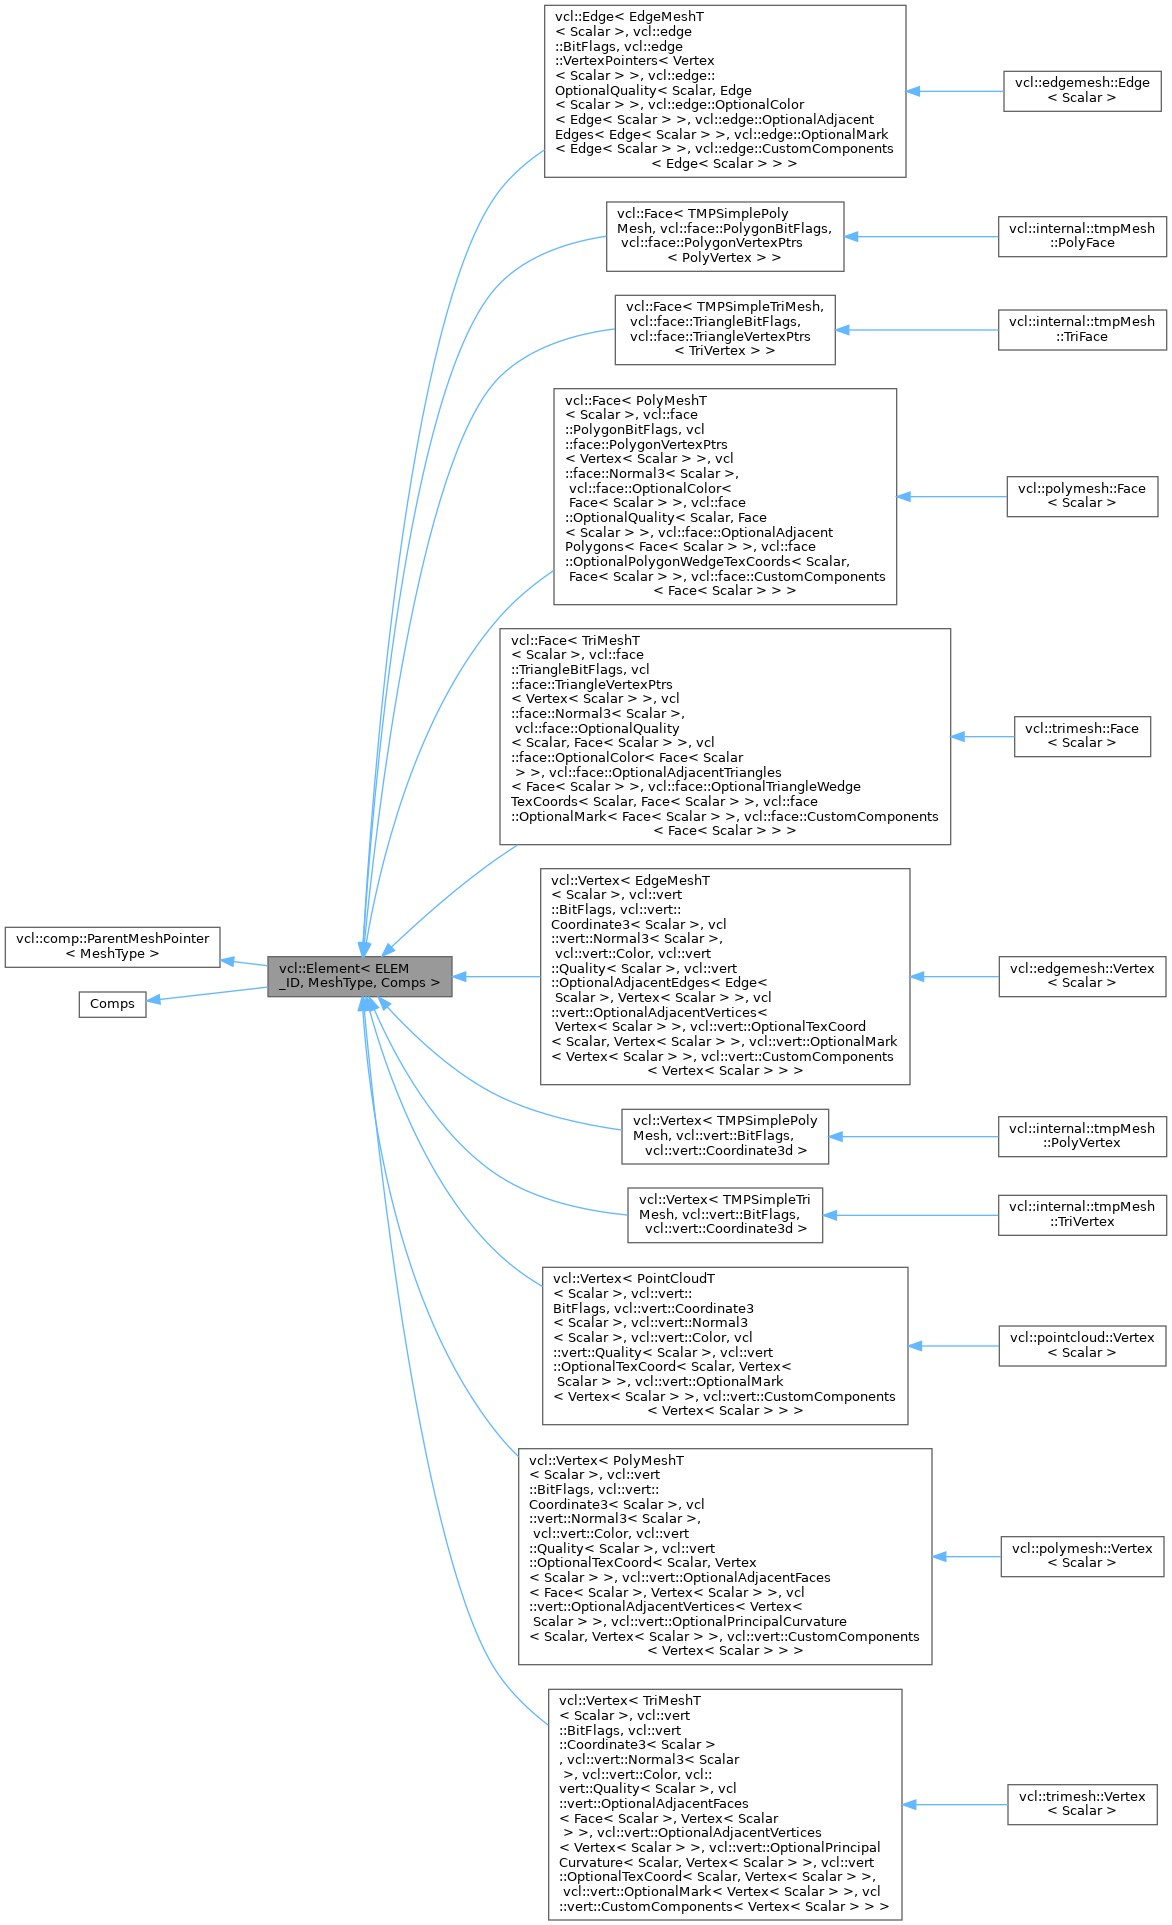 vcl::Edge< EdgeMeshT
< Scalar >, vcl::edge
::BitFlags, vcl::edge
::VertexPointers< Vertex
< Scalar > >, vcl::edge::
OptionalQuality< Scalar, Edge
< Scalar > >, vcl::edge::OptionalColor
< Edge< Scalar > >, vcl::edge::OptionalAdjacent
Edges< Edge< Scalar > >, vcl::edge::OptionalMark
< Edge< Scalar > >, vcl::edge::CustomComponents
< Edge< Scalar > > >
vcl::edgemesh::Edge
< Scalar >
vcl::Face< TMPSimplePoly
Mesh, vcl::face::PolygonBitFlags,
vcl::face::PolygonVertexPtrs
< PolyVertex > >
vcl::internal::tmpMesh
::PolyFace
vcl::Face< TMPSimpleTriMesh,
vcl::face::TriangleBitFlags,
vcl::face::TriangleVertexPtrs
< TriVertex > >
vcl::internal::tmpMesh
::TriFace
vcl::Face< PolyMeshT
< Scalar >, vcl::face
::PolygonBitFlags, vcl
::face::PolygonVertexPtrs
< Vertex< Scalar > >, vcl
::face::Normal3< Scalar >,
vcl::face::OptionalColor<
Face< Scalar > >, vcl::face
::OptionalQuality< Scalar, Face
< Scalar > >, vcl::face::OptionalAdjacent
Polygons< Face< Scalar > >, vcl::face
::OptionalPolygonWedgeTexCoords< Scalar,
Face< Scalar > >, vcl::face::CustomComponents
< Face< Scalar > > >
vcl::polymesh::Face
< Scalar >
vcl::Face< TriMeshT
< Scalar >, vcl::face
::TriangleBitFlags, vcl
::face::TriangleVertexPtrs
< Vertex< Scalar > >, vcl
::face::Normal3< Scalar >,
vcl::face::OptionalQuality
< Scalar, Face< Scalar > >, vcl
::face::OptionalColor< Face< Scalar
> >, vcl::face::OptionalAdjacentTriangles
< Face< Scalar > >, vcl::face::OptionalTriangleWedge
TexCoords< Scalar, Face< Scalar > >, vcl::face
::OptionalMark< Face< Scalar > >, vcl::face::CustomComponents
< Face< Scalar > > >
vcl::trimesh::Face
< Scalar >
vcl::comp::ParentMeshPointer
< MeshType >
Comps
vcl::Element< ELEM
_ID, MeshType, Comps >
vcl::Vertex< EdgeMeshT
< Scalar >, vcl::vert
::BitFlags, vcl::vert::
Coordinate3< Scalar >, vcl
::vert::Normal3< Scalar >,
vcl::vert::Color, vcl::vert
::Quality< Scalar >, vcl::vert
::OptionalAdjacentEdges< Edge<
Scalar >, Vertex< Scalar > >, vcl
::vert::OptionalAdjacentVertices<
Vertex< Scalar > >, vcl::vert::OptionalTexCoord
< Scalar, Vertex< Scalar > >, vcl::vert::OptionalMark
< Vertex< Scalar > >, vcl::vert::CustomComponents
< Vertex< Scalar > > >
vcl::edgemesh::Vertex
< Scalar >
vcl::Vertex< TMPSimplePoly
Mesh, vcl::vert::BitFlags,
vcl::vert::Coordinate3d >
vcl::internal::tmpMesh
::PolyVertex
vcl::Vertex< TMPSimpleTri
Mesh, vcl::vert::BitFlags,
vcl::vert::Coordinate3d >
vcl::internal::tmpMesh
::TriVertex
vcl::Vertex< PointCloudT
< Scalar >, vcl::vert::
BitFlags, vcl::vert::Coordinate3
< Scalar >, vcl::vert::Normal3
< Scalar >, vcl::vert::Color, vcl
::vert::Quality< Scalar >, vcl::vert
::OptionalTexCoord< Scalar, Vertex<
Scalar > >, vcl::vert::OptionalMark
< Vertex< Scalar > >, vcl::vert::CustomComponents
< Vertex< Scalar > > >
vcl::pointcloud::Vertex
< Scalar >
vcl::Vertex< PolyMeshT
< Scalar >, vcl::vert
::BitFlags, vcl::vert::
Coordinate3< Scalar >, vcl
::vert::Normal3< Scalar >,
vcl::vert::Color, vcl::vert
::Quality< Scalar >, vcl::vert
::OptionalTexCoord< Scalar, Vertex
< Scalar > >, vcl::vert::OptionalAdjacentFaces
< Face< Scalar >, Vertex< Scalar > >, vcl
::vert::OptionalAdjacentVertices< Vertex<
Scalar > >, vcl::vert::OptionalPrincipalCurvature
< Scalar, Vertex< Scalar > >, vcl::vert::CustomComponents
< Vertex< Scalar > > >
vcl::polymesh::Vertex
< Scalar >
vcl::Vertex< TriMeshT
< Scalar >, vcl::vert
::BitFlags, vcl::vert
::Coordinate3< Scalar >
, vcl::vert::Normal3< Scalar
>, vcl::vert::Color, vcl::
vert::Quality< Scalar >, vcl
::vert::OptionalAdjacentFaces
< Face< Scalar >, Vertex< Scalar
> >, vcl::vert::OptionalAdjacentVertices
< Vertex< Scalar > >, vcl::vert::OptionalPrincipal
Curvature< Scalar, Vertex< Scalar > >, vcl::vert
::OptionalTexCoord< Scalar, Vertex< Scalar > >,
vcl::vert::OptionalMark< Vertex< Scalar > >, vcl
::vert::CustomComponents< Vertex< Scalar > > >
vcl::trimesh::Vertex
< Scalar >